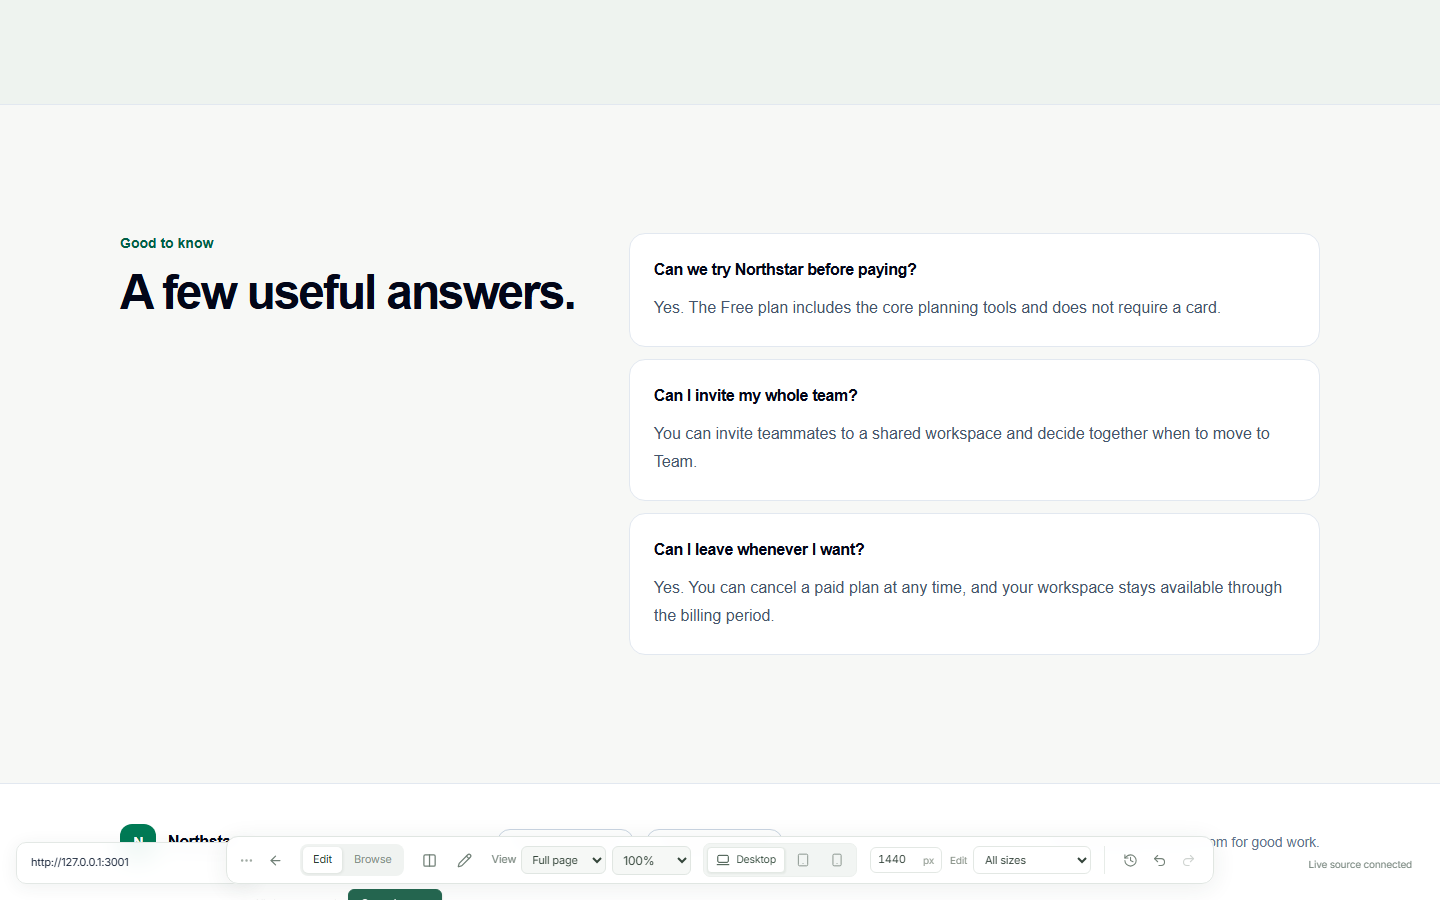 Good to know
A few useful answers.
Can we try Northstar before paying?
Yes. The Free plan includes the core planning tools and does not require a card.
Can I invite my whole team?
You can invite teammates to a shared workspace and decide together when to move to
Team.
Can I leave whenever I want?
Yes. You can cancel a paid plan at any time, and your workspace stays available through
the billing period.
for good work.
http://127.0.0.1:3001
Edit
Browse
View
Full page
100%
Desktop
1440 px
Edit
All sizes
Live source connected